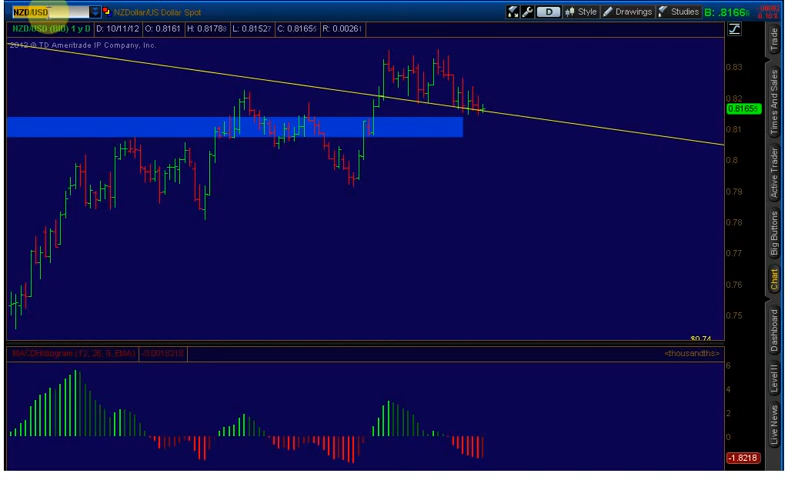 NZD/USD NZDollar/US Dollar Spot D Style Drawings Studies B: .8166
NZD/USD (BID) 1 y D D: 10/11/12 O: 0.8161 H: 0.8178 L: 0.8152 C: 0.8165 R: 0.0026
2012 © TD Ameritrade IP Company, Inc.
0.83
0.82
0.8165
0.81
0.8
0.79
0.78
0.77
0.76
0.75
$0.74
MACDHistogram (12, 26, 9, EMA) <thousandths>
6
4
2
0
-1.8218
Trade
Times And Sales
Active Trader
Big Buttons
Chart
Dashboard
Level II
Live News